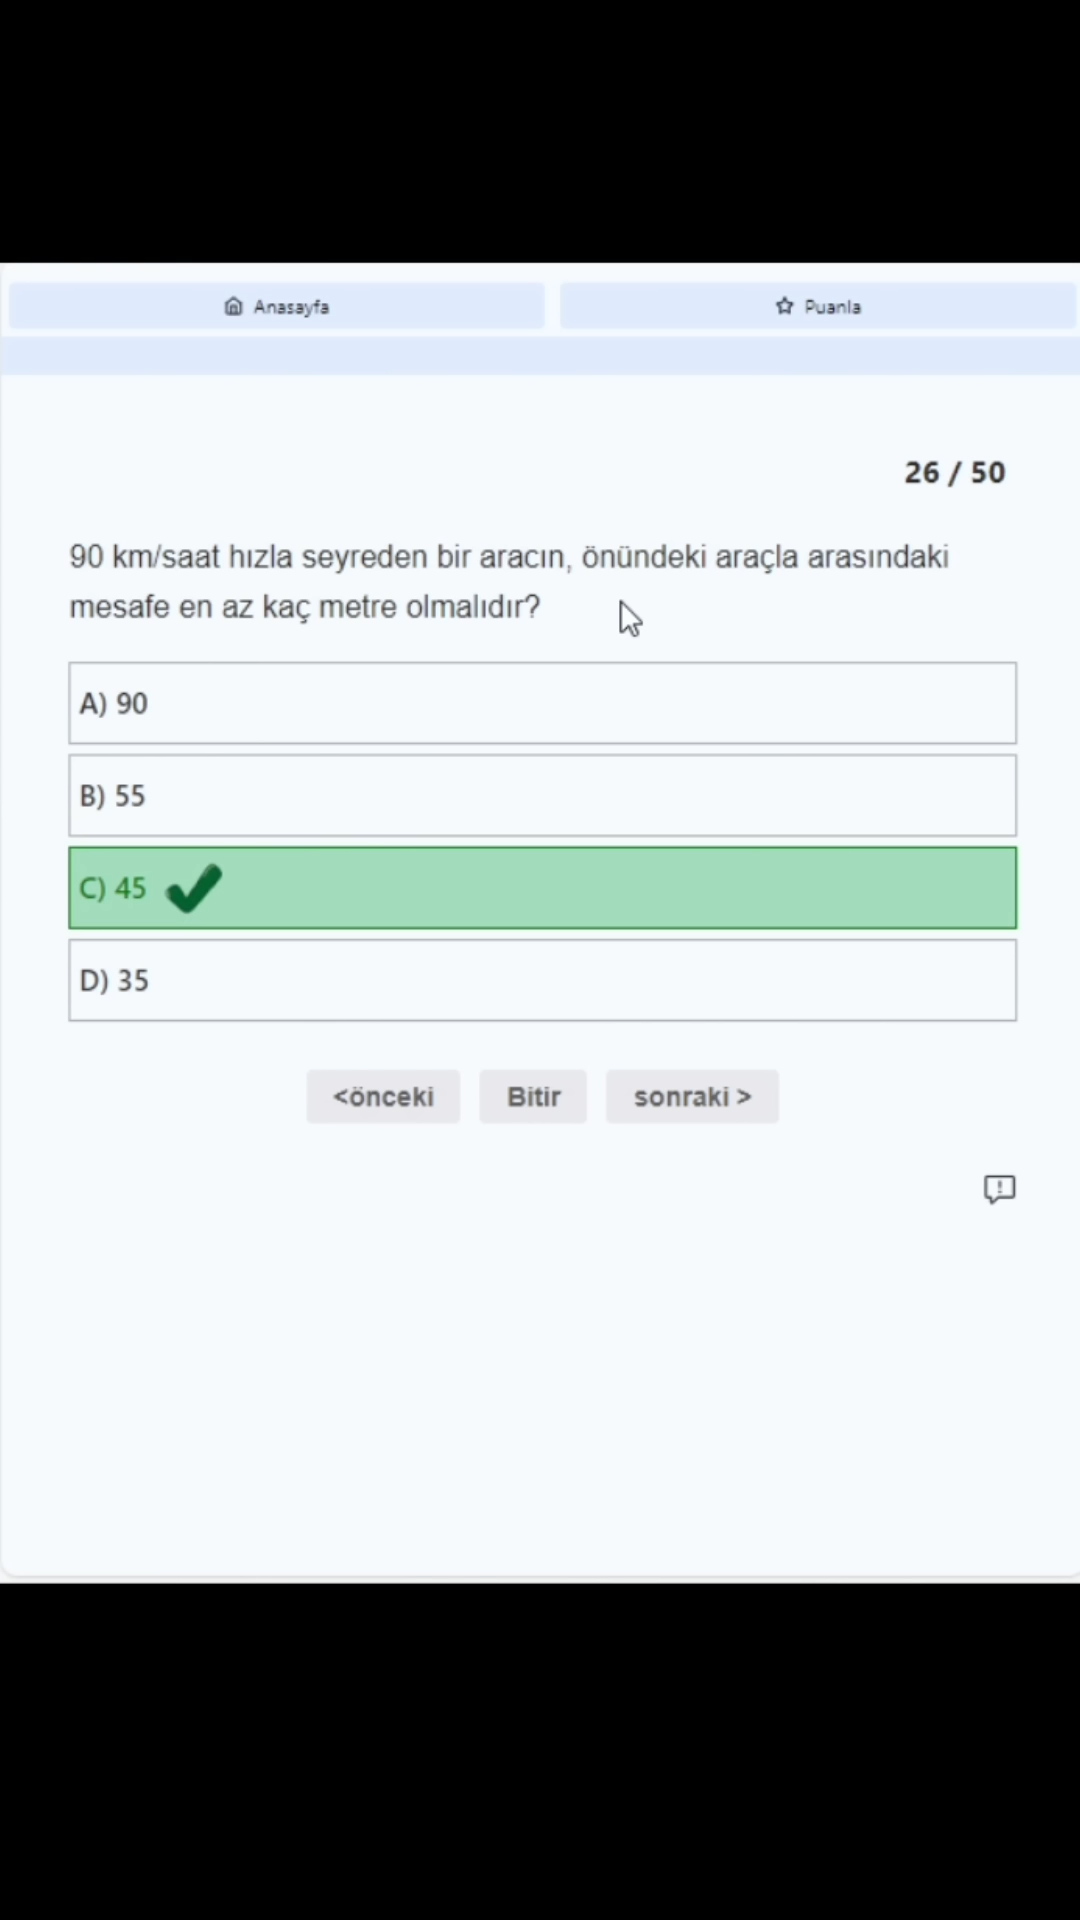 Anasayfa
Puanla
26 / 50
90 km/saat hızla seyreden bir aracın, önündeki araçla arasındaki
mesafe en az kaç metre olmalıdır?
A) 90
B) 55
C) 45
D) 35
<önceki
Bitir
sonraki >